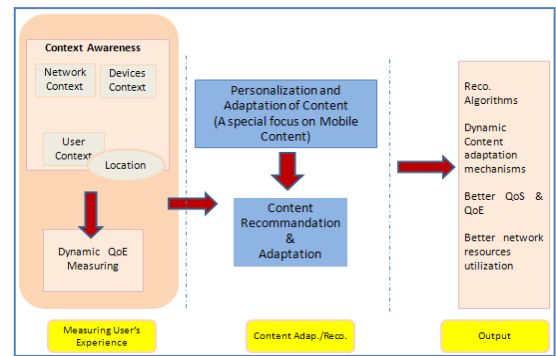 Context Awareness
Network
Context
Devices
Context
User
Context
Location
Dynamic QoE
Measuring
Measuring User's
Experience
Personalization and
Adaptation of Content
(A special focus on Mobile
Content)
Content
Recommandation
&
Adaptation
Content Adap./Reco.
Reco.
Algorithms
Dynamic
Content
adaptation
mechanisms
Better QoS &
QoE
Better network
resources
utilization
Output